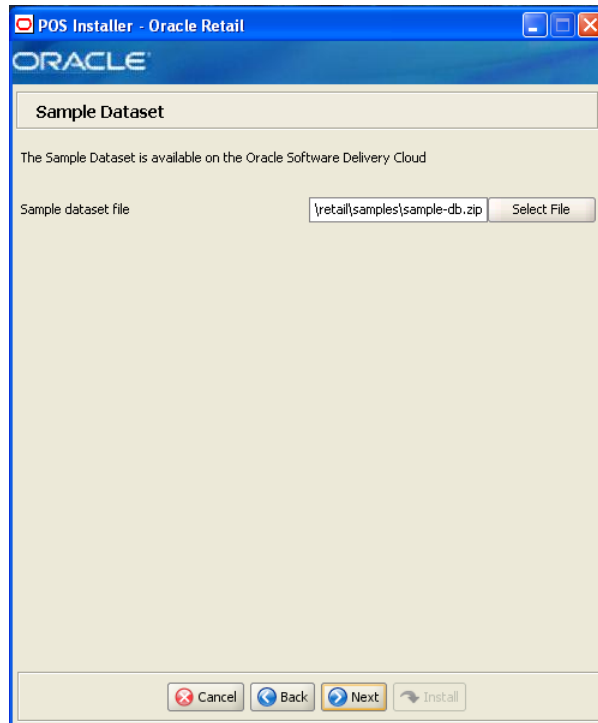 POS Installer - Oracle Retail
ORACLE
Sample Dataset
The Sample Dataset is available on the Oracle Software Delivery Cloud
Sample dataset file \retail\samples\sample-db.zip Select File
Cancel Back Next Install